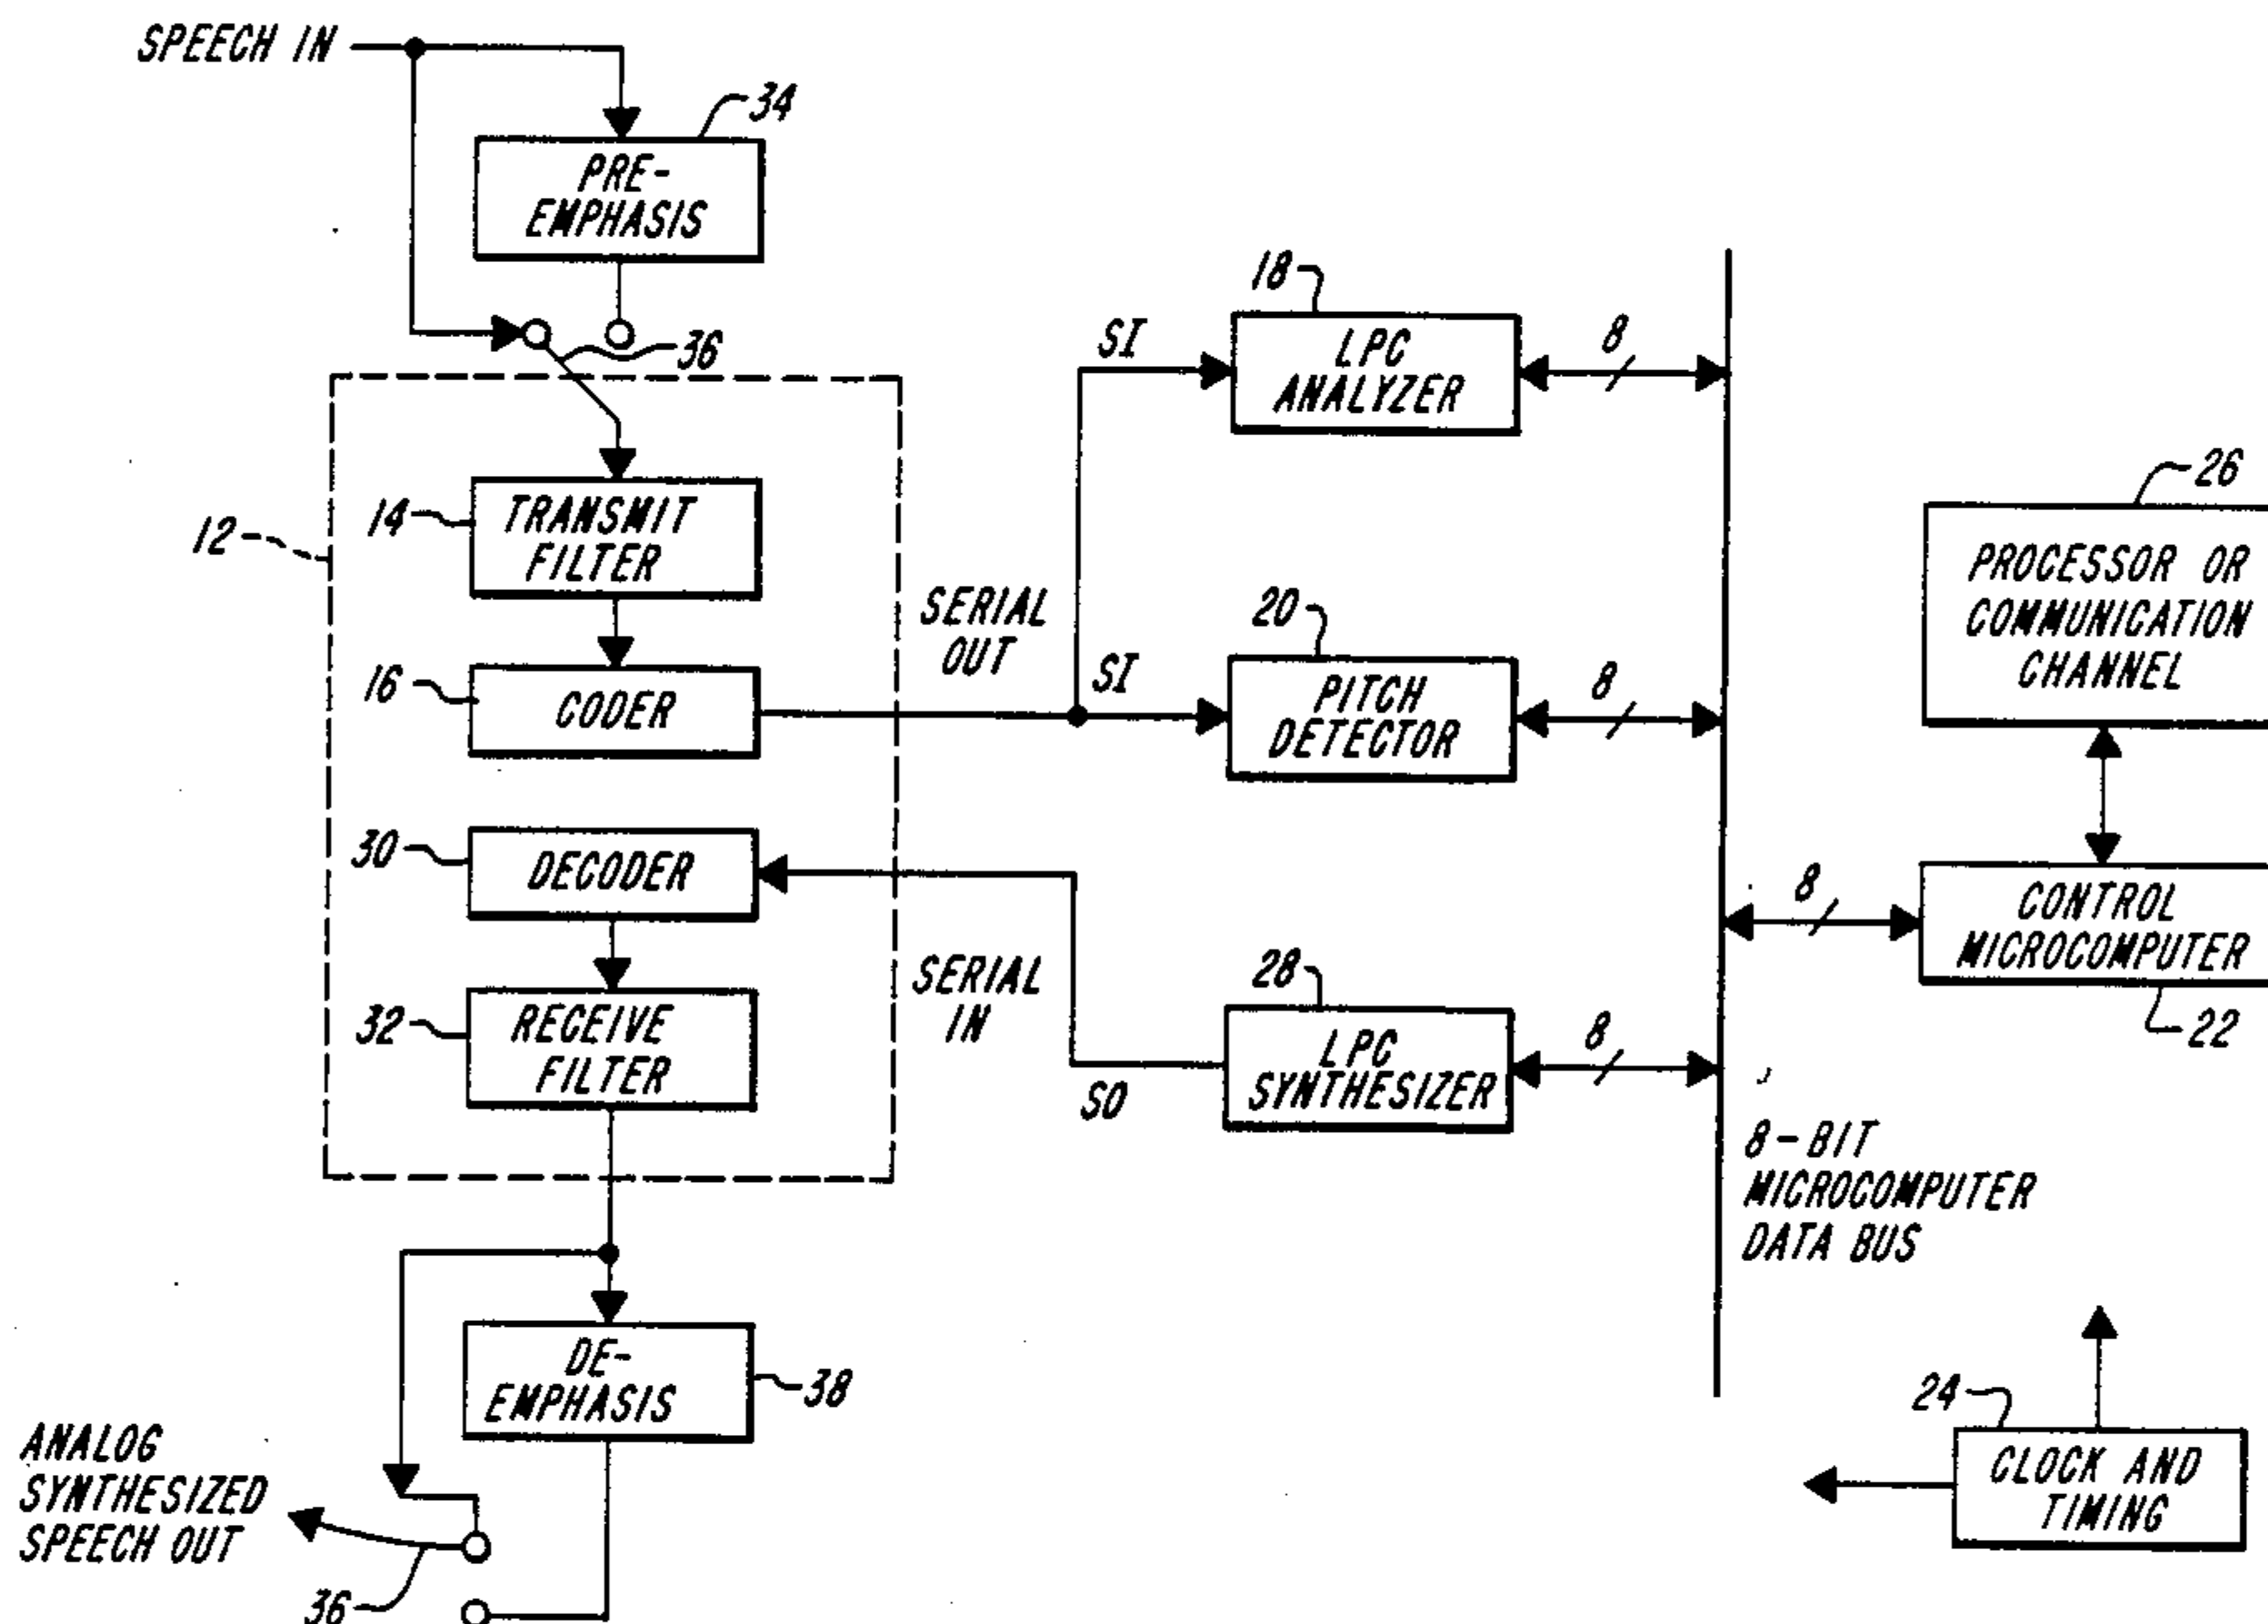 SPEECH IN
34
PRE-
EMPHASIS
36
12
14
TRANSMIT
FILTER
16
CODER
SERIAL
OUT
30
DECODER
32
RECEIVE
FILTER
SERIAL
IN
SI
18
LPC
ANALYZER
8
SI
20
PITCH
DETECTOR
8
SO
28
LPC
SYNTHESIZER
8
26
PROCESSOR OR
COMMUNICATION
CHANNEL
8
CONTROL
MICROCOMPUTER
22
8-BIT
MICROCOMPUTER
DATA BUS
24
CLOCK AND
TIMING
DE-
EMPHASIS
38
ANALOG
SYNTHESIZED
SPEECH OUT
36